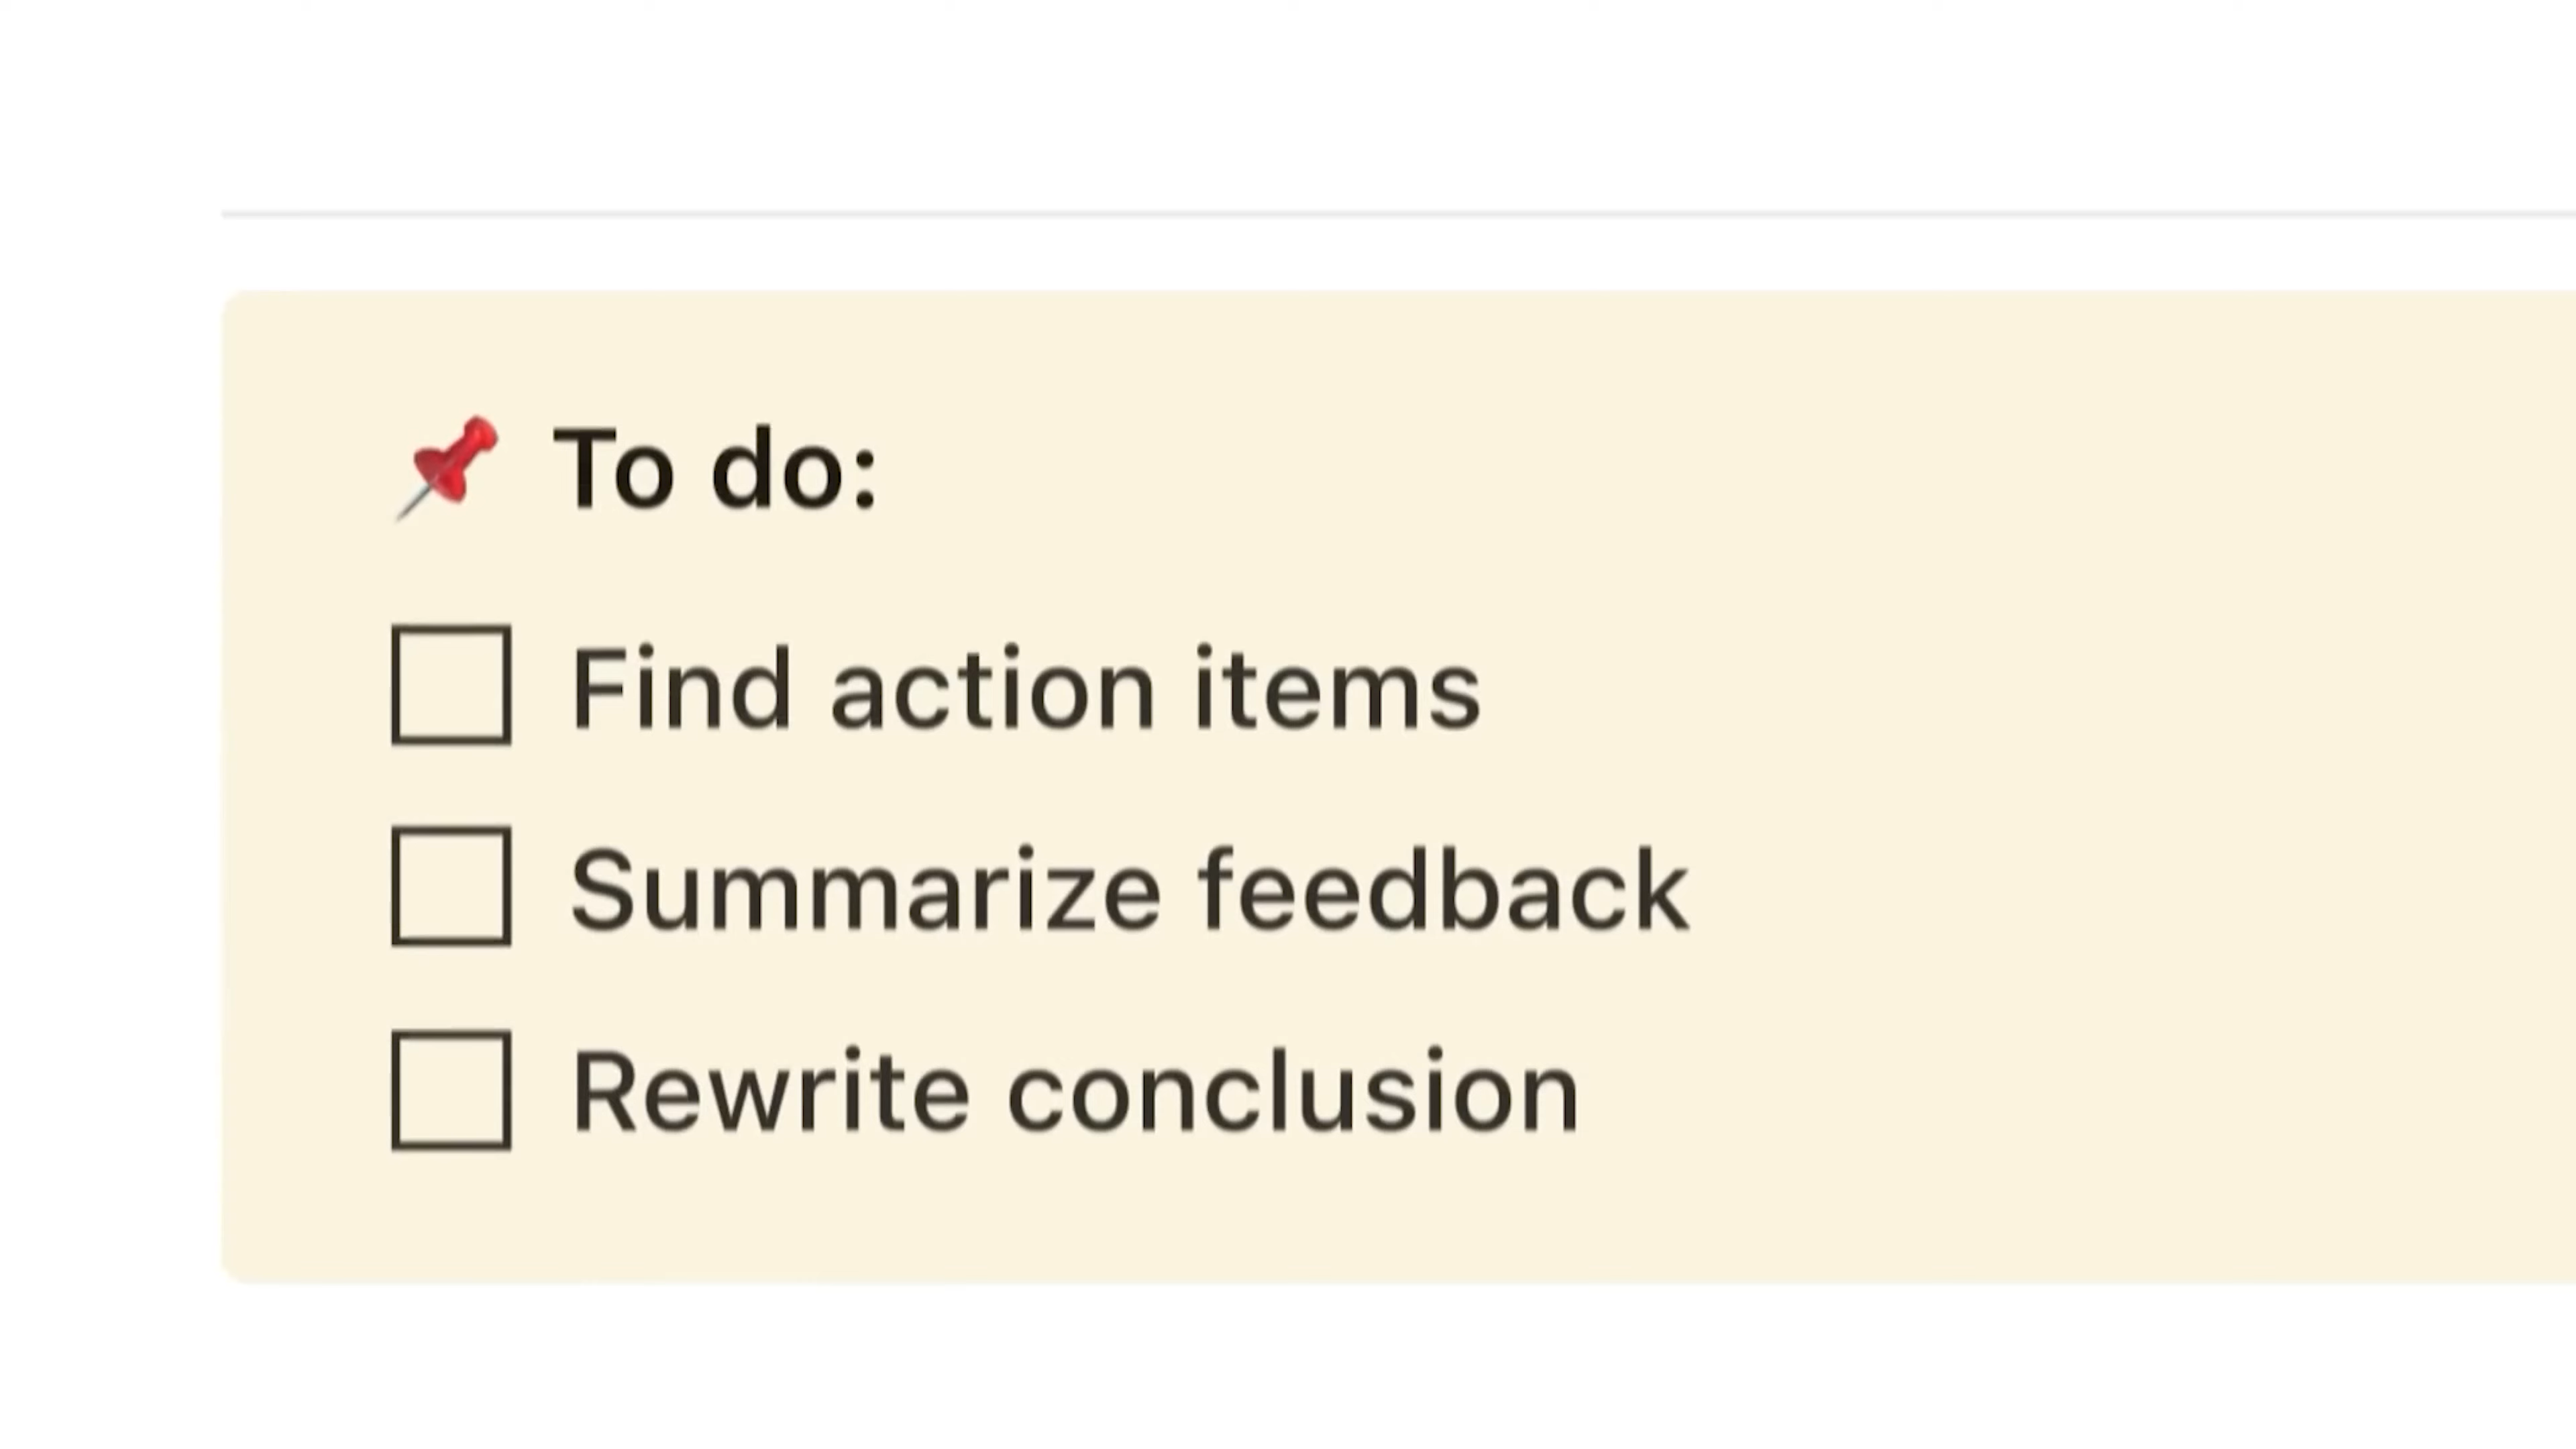 📌 To do:
Find action items
Summarize feedback
Rewrite conclusion